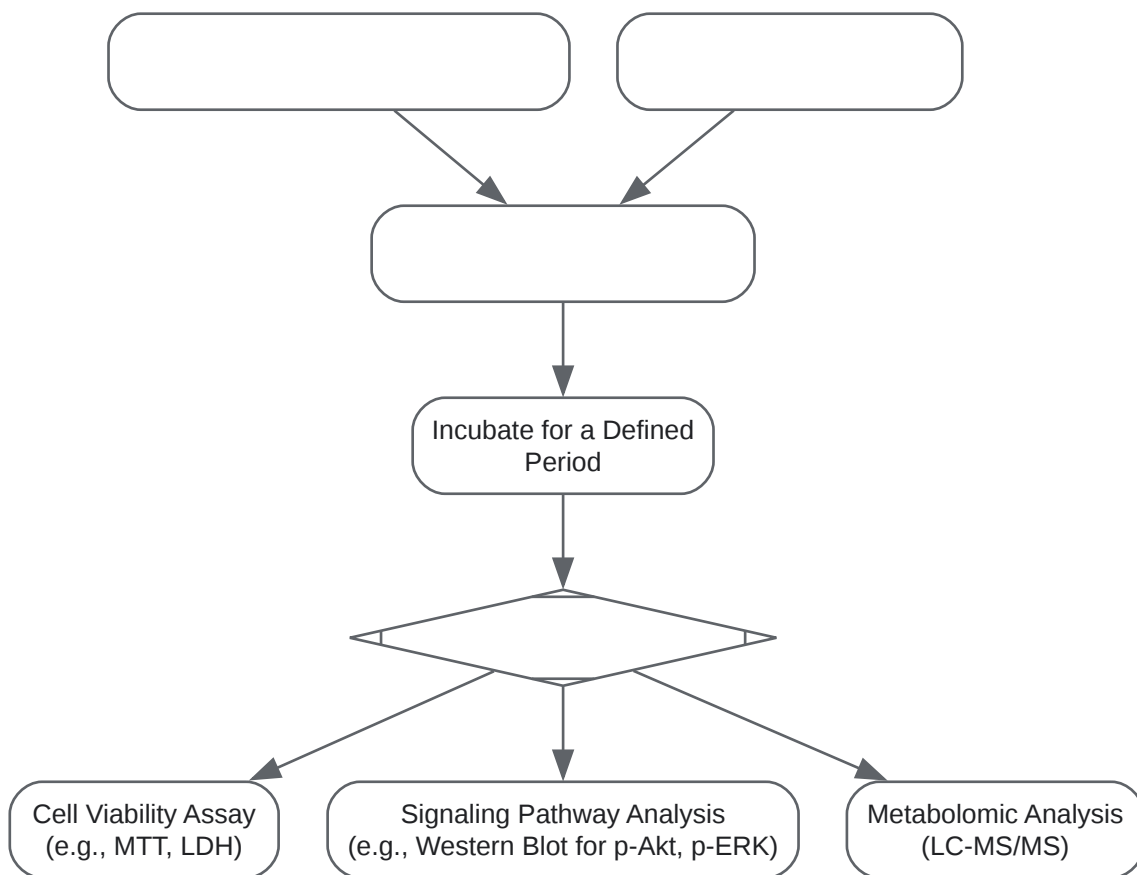 Incubate for a Defined
Period
Cell Viability Assay
(e.g., MTT, LDH)
Signaling Pathway Analysis
(e.g., Western Blot for p-Akt, p-ERK)
Metabolomic Analysis
(LC-MS/MS)